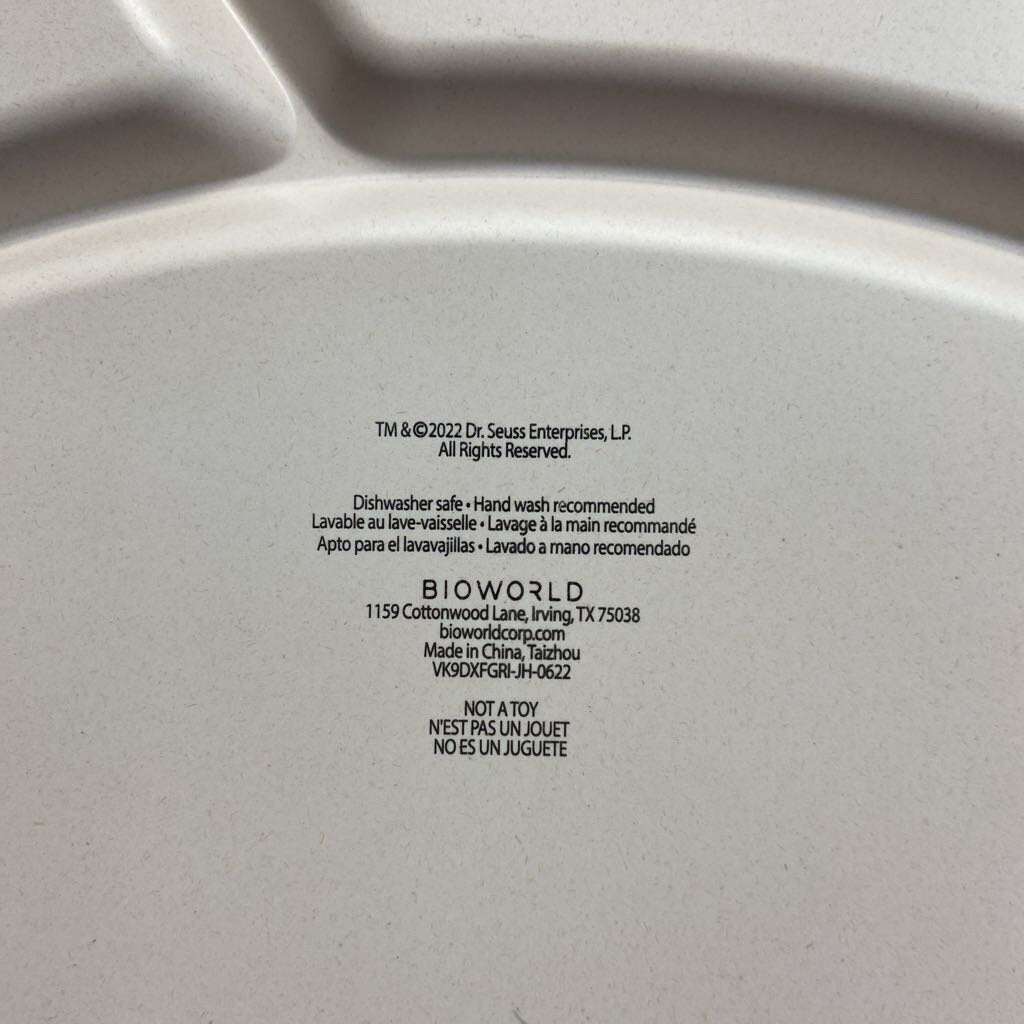 TM & ©2022 Dr. Seuss Enterprises, L.P.
All Rights Reserved.
Dishwasher safe • Hand wash recommended
Lavable au lave-vaisselle • Lavage à la main recommandé
Apto para el lavavajillas • Lavado a mano recomendado
BIOWORLD
1159 Cottonwood Lane, Irving, TX 75038
bioworldcorp.com
Made in China, Taizhou
VK9DXFGRI-JH-0622
NOT A TOY
N'EST PAS UN JOUET
NO ES UN JUGUETE